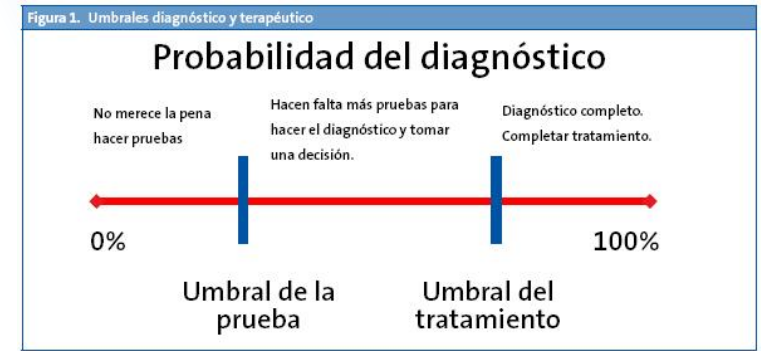 Figura 1. Umbrales diagnóstico y terapéutico
Probabilidad del diagnóstico
No merece la pena
hacer pruebas
Hacen falta más pruebas para
hacer el diagnóstico y tomar
una decisión.
Diagnóstico completo.
Completar tratamiento.
0%
100%
Umbral de la
prueba
Umbral del
tratamiento